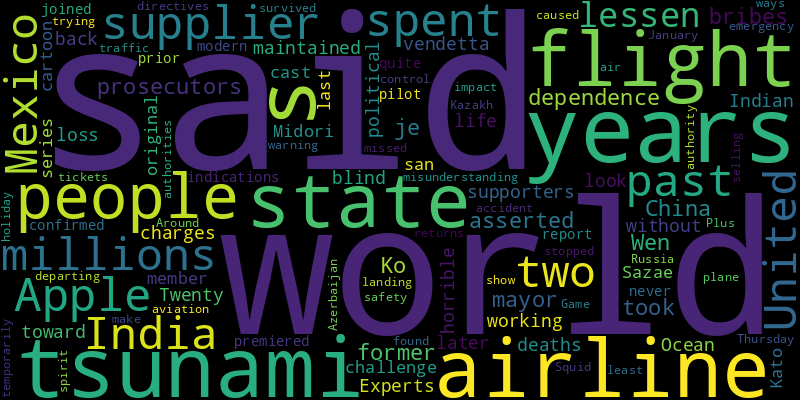 joined
directives
survived
ways
trying
supplier
spent
caused
lessen
bribes
emergency
back
traffic
modern
maintained
vendetta
January
Mexico
cartoon
prior
said
political
quite
flight
air
prosecutors
cast
last
s
control
impact
pilot
dependence
Indian
series
loss
original
authorities
Midori
je
Kazakh
life
years
authority
selling
warning
missed
san
tickets
indications
blind
misunderstanding
look
past
people
state
supporters
holiday
confirmed
Around
charges
accident
asserted
China
without
Plus
United
millions
world
returns
report
Wen
member
Ko
horrible
two
stopped
Russia
departing
Azerbaijan
landing
show
Sazae
plane
Apple
Twenty
safety
mayor
Game
never
took
aviation
toward
India
make
working
temporarily
tsunami
premiered
former
later
found
deaths
Ocean
Thursday
spirit
challenge
airline
Squid
least
Kato
Experts